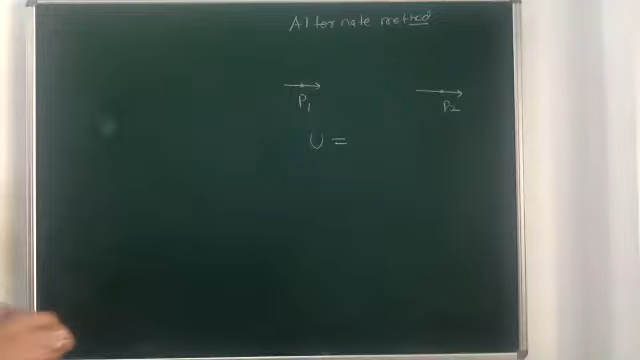 Alternate method
P1 P2
U =